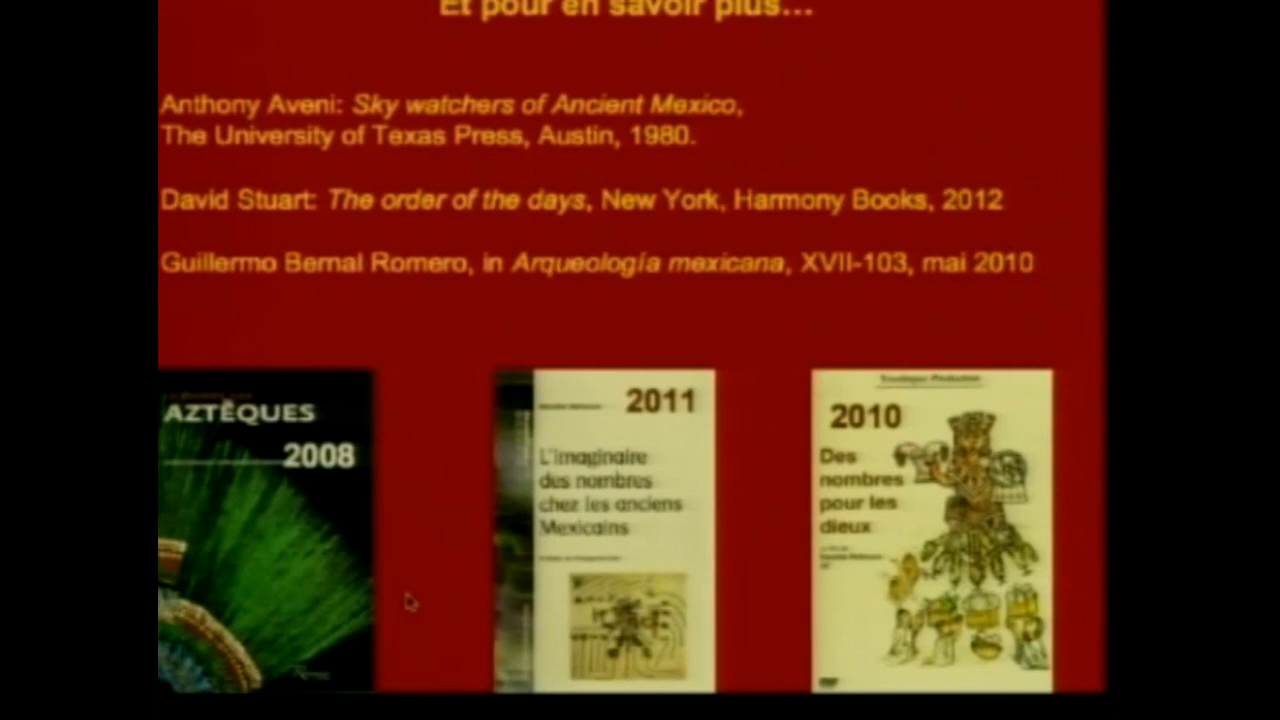 Et pour en savoir plus...
Anthony Aveni: Sky watchers of Ancient Mexico,
The University of Texas Press, Austin, 1980.
David Stuart: The order of the days, New York, Harmony Books, 2012
Guillermo Bernal Romero, in Arqueología mexicana, XVII-103, mai 2010
AZTÈQUES
2008
2011
L'imaginaire
des nombres
chez les anciens
Mexicains
2010
Des
nombres
pour les
dieux